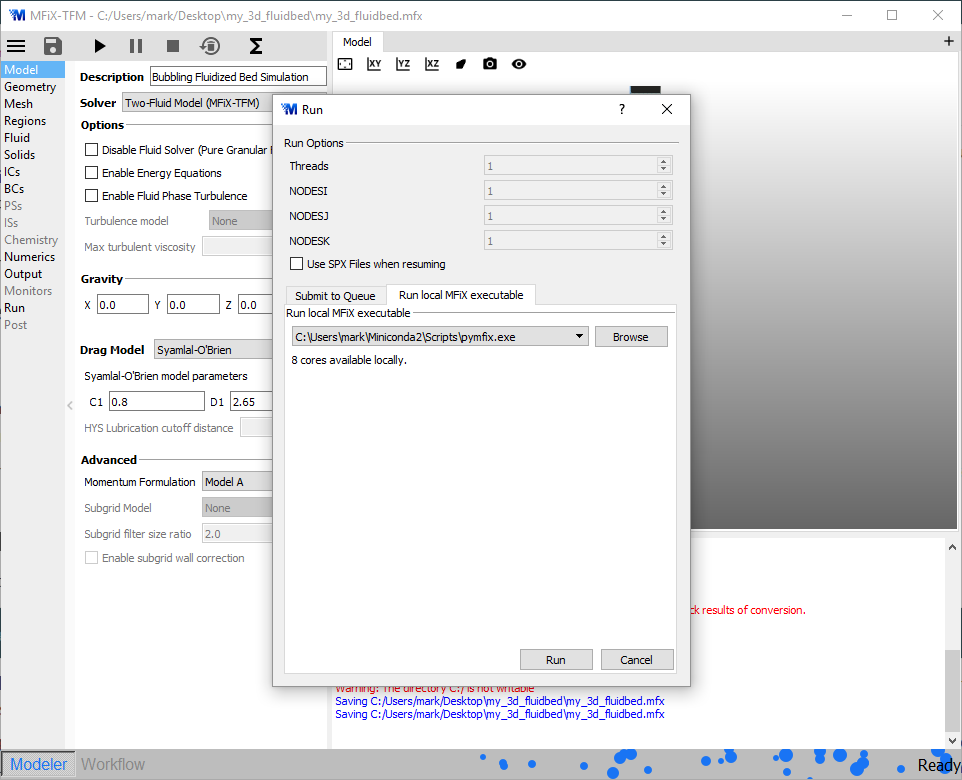 MFiX-TFM - C:/Users/mark/Desktop\my_3d_fluidbed\my_3d_fluidbed.mfx
Model
Geometry
Mesh
Regions
Fluid
Solids
ICs
BCs
PSs
ISs
Chemistry
Numerics
Output
Monitors
Run
Post
Description Bubbling Fluidized Bed Simulation
Solver Two-Fluid Model (MFiX-TFM)
Options
Disable Fluid Solver (Pure Granular
Enable Energy Equations
Enable Fluid Phase Turbulence
Turbulence model None
Max turbulent viscosity
Gravity
X 0.0 Y 0.0 Z 0.0
Drag Model Syamlal-O'Brien
Syamlal-O'Brien model parameters
C1 0.8 D1 2.65
HYS Lubrication cutoff distance
Advanced
Momentum Formulation Model A
Subgrid Model None
Subgrid filter size ratio 2.0
Enable subgrid wall correction
Model
XY YZ XZ
Run
Run Options
Threads 1
NODESI 1
NODESJ 1
NODESK 1
Use SPX Files when resuming
Submit to Queue Run local MFiX executable
Run local MFiX executable
C:\Users\mark\Miniconda2\Scripts\pymfix.exe Browse
8 cores available locally.
Run Cancel
results of conversion.
Warning: The directory C:/ is not writable
Saving C:/Users/mark/Desktop\my_3d_fluidbed\my_3d_fluidbed.mfx
Saving C:/Users/mark/Desktop\my_3d_fluidbed\my_3d_fluidbed.mfx
Modeler Workflow Ready